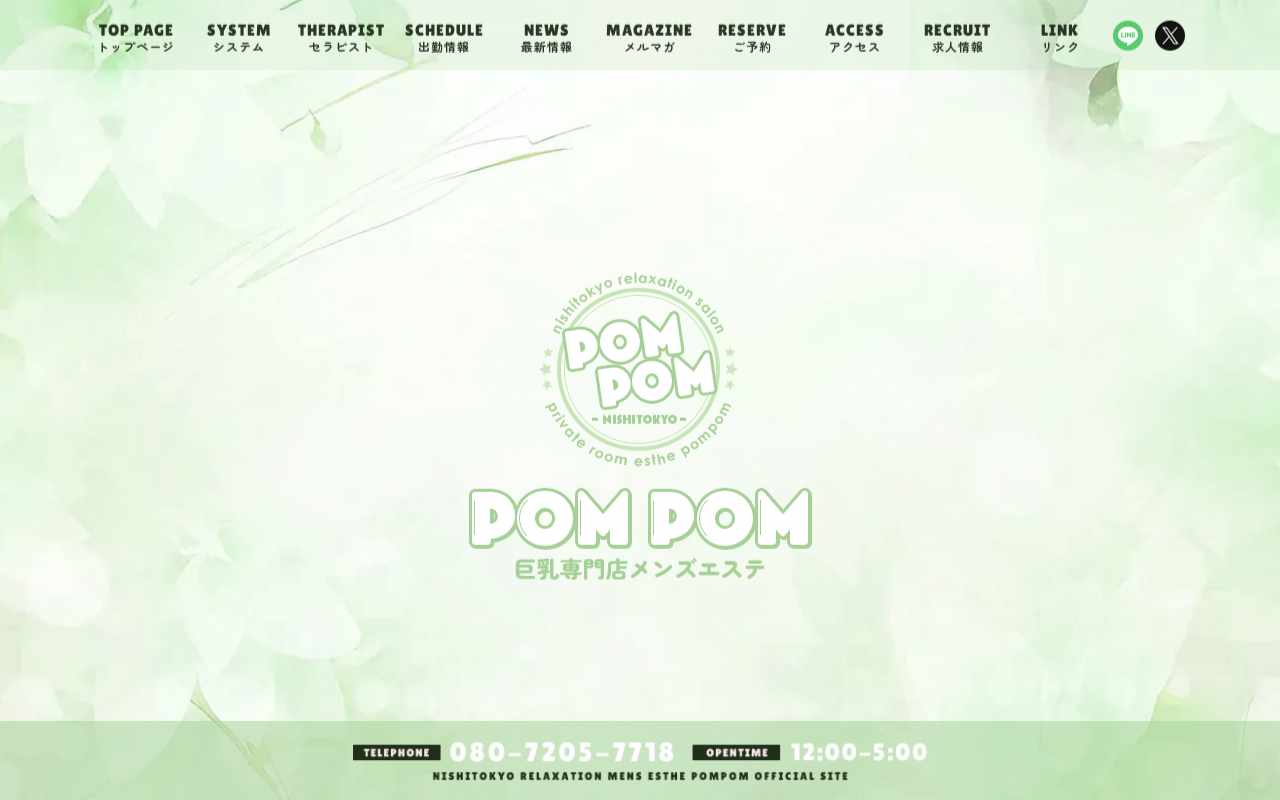 TOP PAGE SYSTEM THERAPIST SCHEDULE NEWS MAGAZINE RESERVE ACCESS RECRUIT LINK
トップページ システム セラピスト 出勤情報 最新情報 メルマガ ご予約 アクセス 求人情報 リンク
LINE
nishitokyo relaxation salon
POM
POM
- NISHITOKYO -
private room esthe pompom
POM POM
巨乳専門店メンズエステ
TELEPHONE 080-7205-7718 OPENTIME 12:00-5:00
NISHITOKYO RELAXATION MENS ESTHE POMPOM OFFICIAL SITE